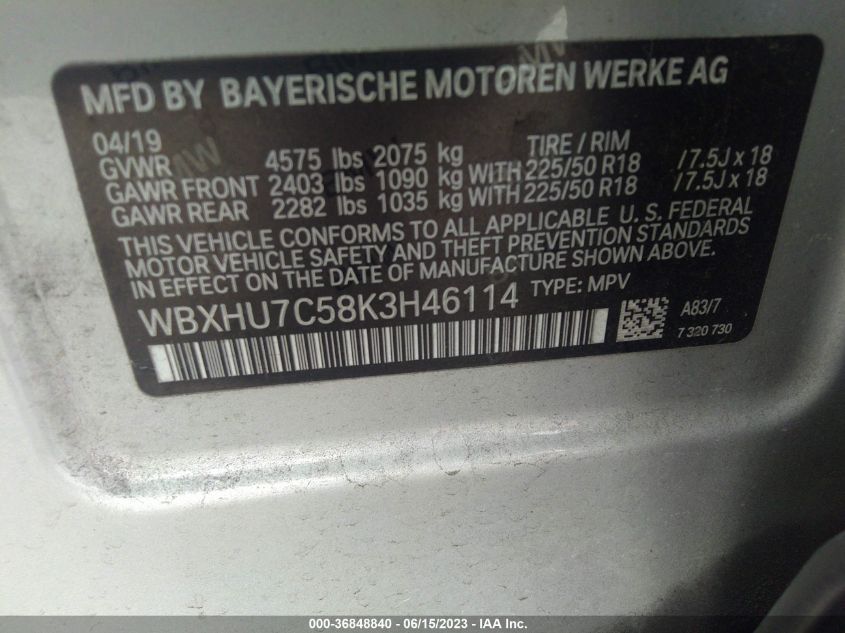 MFD BY BAYERISCHE MOTOREN WERKE AG
04/19 TIRE / RIM
GVWR 4575 lbs 2075 kg
GAWR FRONT 2403 lbs 1090 kg WITH 225/50 R18 /7.5J x 18
GAWR REAR 2282 lbs 1035 kg WITH 225/50 R18 /7.5J x 18
THIS VEHICLE CONFORMS TO ALL APPLICABLE U. S. FEDERAL
MOTOR VEHICLE SAFETY AND THEFT PREVENTION STANDARDS
IN EFFECT ON THE DATE OF MANUFACTURE SHOWN ABOVE.
WBXHU7C58K3H46114 TYPE: MPV
A83/7
7 320 730
000-36848840 - 06/15/2023 - IAA Inc.